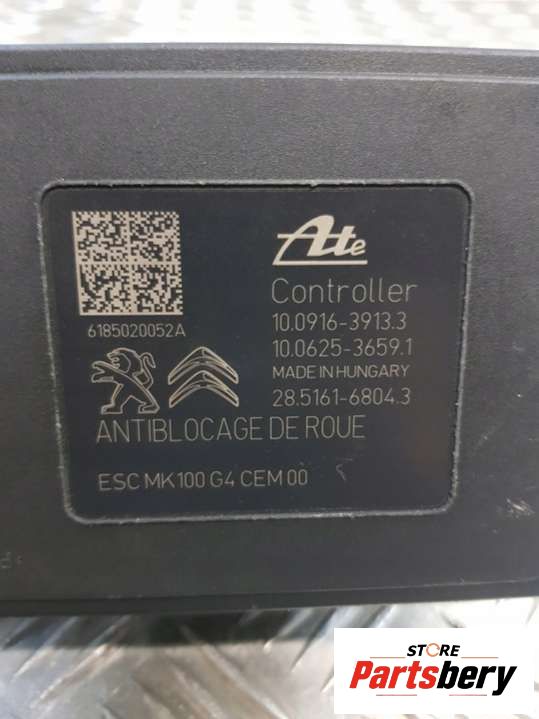 Ate
6185020052A
Controller
10.0916-3913.3
10.0625-3659.1
MADE IN HUNGARY
28.5161-6804.3
ANTIBLOCAGE DE ROUE
ESC MK100 G4 CEM 00
STORE
Partsbery